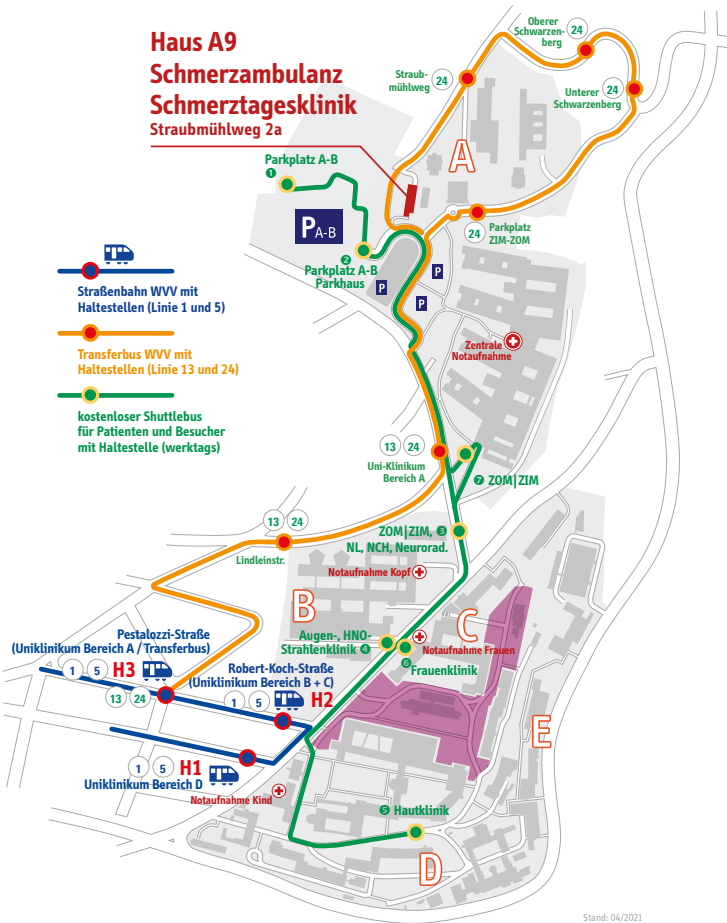 Haus A9
Schmerzambulanz
Schmerztagesklinik
Straubmühlweg 2a
Oberer
Schwarzen-
berg
24
Straub-
mühlweg
24
24
Unterer
Schwarzenberg
A
Parkplatz A-B
1
P A-B
24
Parkplatz
ZIM-ZOM
2
Parkplatz A-B
Parkhaus
P
P
P
Straßenbahn WVV mit
Haltestellen (Linie 1 und 5)
Transferbus WVV mit
Haltestellen (Linie 13 und 24)
kostenloser Shuttlebus
für Patienten und Besucher
mit Haltestelle (werktags)
Zentrale
Notaufnahme
13 24
Uni-Klinikum
Bereich A
7 ZOM|ZIM
13 24
Lindleinstr.
ZOM|ZIM, 3
NL, NCH, Neurorad.
Notaufnahme Kopf
B
C
Augen-, HNO-
Strahlenklinik 4
Notaufnahme Frauen
6
Frauenklinik
Pestalozzi-Straße
(Uniklinikum Bereich A / Transferbus)
1 5 H3
13 24
Robert-Koch-Straße
(Uniklinikum Bereich B + C)
1 5 H2
E
1 5 H1
Uniklinikum Bereich D
Notaufnahme Kind
5 Hautklinik
D
Stand: 04/2021